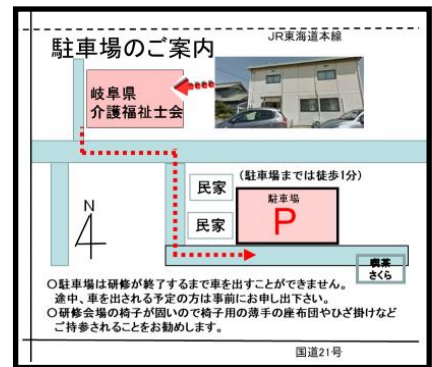 JR東海道本線
駐車場のご案内
岐阜県
介護福祉士会
(駐車場までは徒歩1分)
民家
駐車場
P
民家
N
喫茶
さくら
○駐車場は研修が終了するまで車を出すことができません。
途中、車を出される予定の方は事前にお申し出下さい。
○研修会場の椅子が固いので椅子用の薄手の座布団やひざ掛けなど
ご持参されることをお勧めします。
国道21号